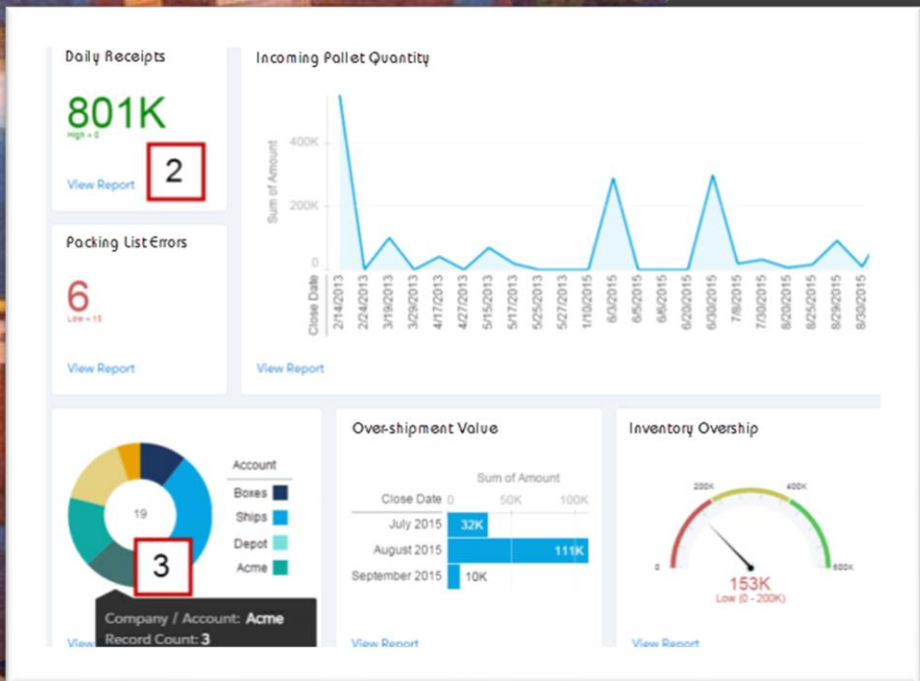 Daily Receipts
801K
High = 0
View Report
2
Incoming Pallet Quantity
Sum of Amount
400K
200K
0
Close Date
2/14/2013
2/24/2013
3/19/2013
3/29/2013
4/17/2013
4/27/2013
5/15/2013
5/17/2013
5/25/2013
5/27/2013
1/10/2015
6/3/2015
6/5/2015
6/6/2015
6/20/2015
6/30/2015
7/8/2015
7/30/2015
8/20/2015
8/25/2015
8/29/2015
8/30/2015
View Report
Packing List Errors
6
Low = 15
View Report
19
Account
Boxes
Ships
Depot
Acme
3
Company / Account: Acme
Record Count: 3
View
Over-shipment Value
Sum of Amount
Close Date 0 50K 100K
July 2015 32K
August 2015 111K
September 2015 10K
View Report
Inventory Overship
200K 400K
0 600K
153K
Low (0 - 200K)
View Report